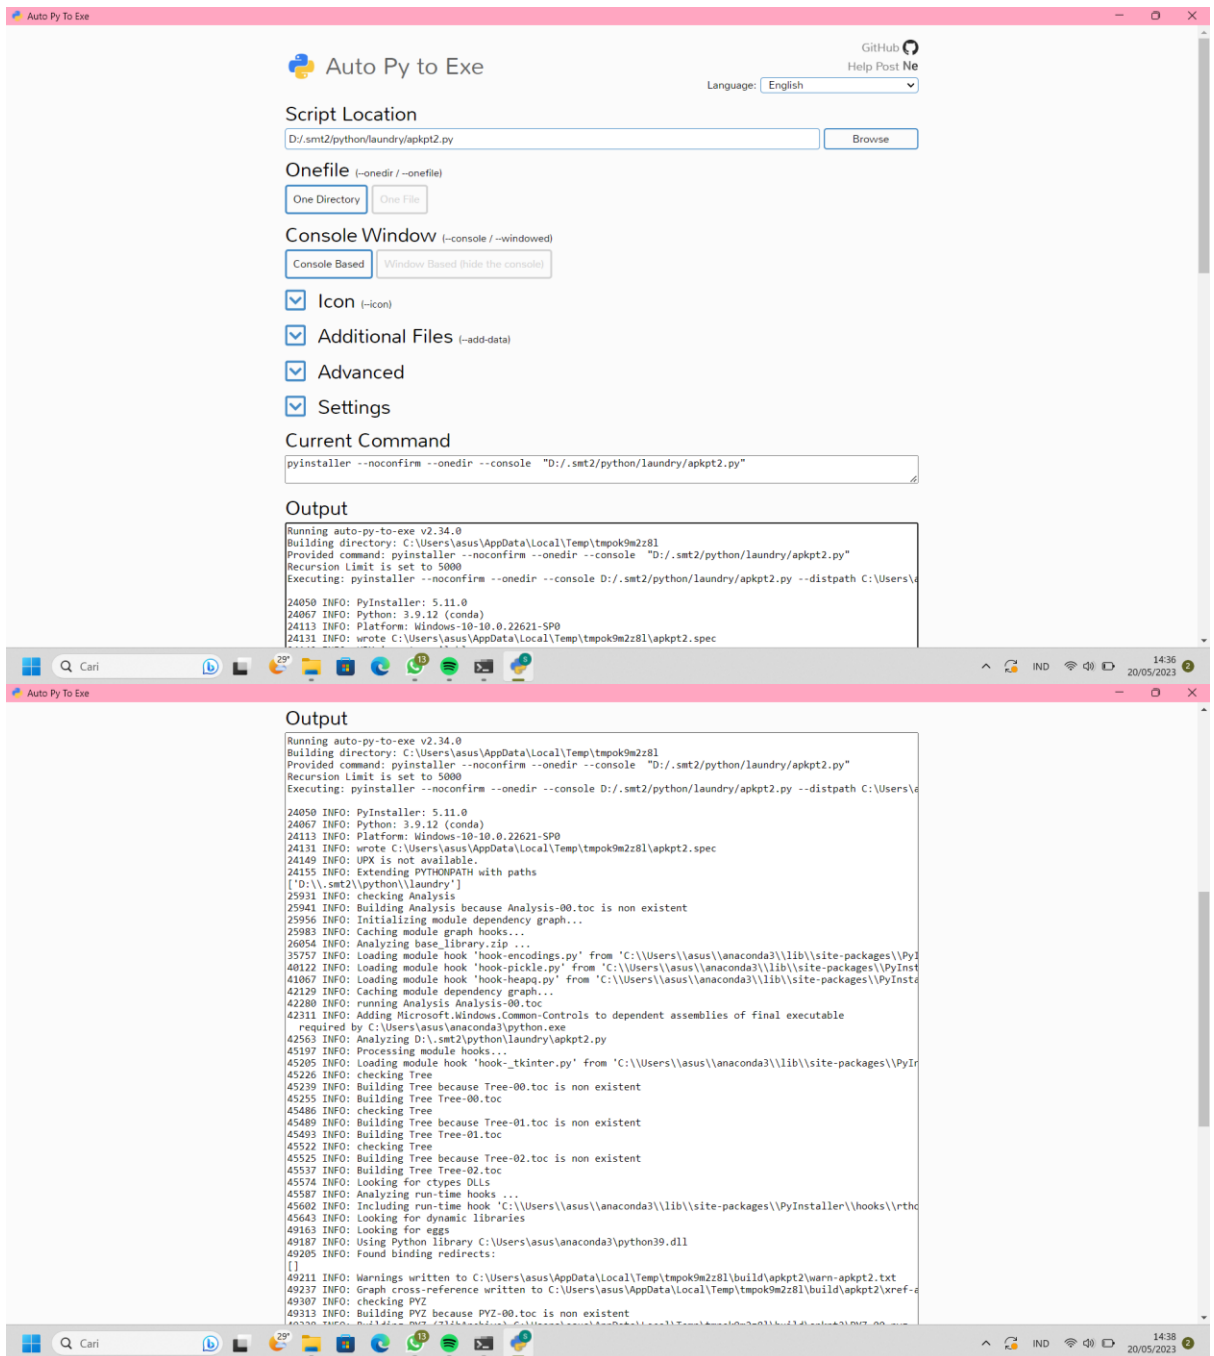 Auto Py To Exe
GitHub
Auto Py to Exe
Help Post Ne
Language: English
Script Location
D:/.smt2/python/laundry/apkpt2.py
Browse
Onefile (--onedir / --onefile)
One Directory One File
Console Window (--console / --windowed)
Console Based Window Based (hide the console)
Icon (--icon)
Additional Files (--add-data)
Advanced
Settings
Current Command
pyinstaller --noconfirm --onedir --console  "D:/.smt2/python/laundry/apkpt2.py"
Output
Running auto-py-to-exe v2.34.0
Building directory: C:\Users\asus\AppData\Local\Temp\tmpok9m2z8l
Provided command: pyinstaller --noconfirm --onedir --console  "D:/.smt2/python/laundry/apkpt2.py"
Recursion Limit is set to 5000
Executing: pyinstaller --noconfirm --onedir --console D:/.smt2/python/laundry/apkpt2.py --distpath C:\Users\a
24050 INFO: PyInstaller: 5.11.0
24067 INFO: Python: 3.9.12 (conda)
24113 INFO: Platform: Windows-10-10.0.22621-SP0
24131 INFO: wrote C:\Users\asus\AppData\Local\Temp\tmpok9m2z8l\apkpt2.spec
Cari
29°
13
IND
14:36
20/05/2023
2
Auto Py To Exe
Output
Running auto-py-to-exe v2.34.0
Building directory: C:\Users\asus\AppData\Local\Temp\tmpok9m2z8l
Provided command: pyinstaller --noconfirm --onedir --console  "D:/.smt2/python/laundry/apkpt2.py"
Recursion Limit is set to 5000
Executing: pyinstaller --noconfirm --onedir --console D:/.smt2/python/laundry/apkpt2.py --distpath C:\Users\a
24050 INFO: PyInstaller: 5.11.0
24067 INFO: Python: 3.9.12 (conda)
24113 INFO: Platform: Windows-10-10.0.22621-SP0
24131 INFO: wrote C:\Users\asus\AppData\Local\Temp\tmpok9m2z8l\apkpt2.spec
24149 INFO: UPX is not available.
24155 INFO: Extending PYTHONPATH with paths
['D:\\.smt2\\python\\laundry']
25931 INFO: checking Analysis
25941 INFO: Building Analysis because Analysis-00.toc is non existent
25956 INFO: Initializing module dependency graph...
25983 INFO: Caching module graph hooks...
26054 INFO: Analyzing base_library.zip ...
35757 INFO: Loading module hook 'hook-encodings.py' from 'C:\\Users\\asus\\anaconda3\\lib\\site-packages\\PyI
40122 INFO: Loading module hook 'hook-pickle.py' from 'C:\\Users\\asus\\anaconda3\\lib\\site-packages\\PyInst
41067 INFO: Loading module hook 'hook-heapq.py' from 'C:\\Users\\asus\\anaconda3\\lib\\site-packages\\PyInsta
42129 INFO: Caching module dependency graph...
42280 INFO: running Analysis Analysis-00.toc
42311 INFO: Adding Microsoft.Windows.Common-Controls to dependent assemblies of final executable
required by C:\Users\asus\anaconda3\python.exe
42563 INFO: Analyzing D:\.smt2\python\laundry\apkpt2.py
45197 INFO: Processing module hooks...
45205 INFO: Loading module hook 'hook-_tkinter.py' from 'C:\\Users\\asus\\anaconda3\\lib\\site-packages\\PyIn
45226 INFO: checking Tree
45239 INFO: Building Tree because Tree-00.toc is non existent
45255 INFO: Building Tree Tree-00.toc
45486 INFO: checking Tree
45489 INFO: Building Tree because Tree-01.toc is non existent
45493 INFO: Building Tree Tree-01.toc
45522 INFO: checking Tree
45525 INFO: Building Tree because Tree-02.toc is non existent
45537 INFO: Building Tree Tree-02.toc
45574 INFO: Looking for ctypes DLLs
45587 INFO: Analyzing run-time hooks ...
45602 INFO: Including run-time hook 'C:\\Users\\asus\\anaconda3\\lib\\site-packages\\PyInstaller\\hooks\\rtho
45643 INFO: Looking for dynamic libraries
49163 INFO: Looking for eggs
49187 INFO: Using Python library C:\Users\asus\anaconda3\python39.dll
49205 INFO: Found binding redirects:
[]
49211 INFO: Warnings written to C:\Users\asus\AppData\Local\Temp\tmpok9m2z8l\build\apkpt2\warn-apkpt2.txt
49237 INFO: Graph cross-reference written to C:\Users\asus\AppData\Local\Temp\tmpok9m2z8l\build\apkpt2\xref-a
49307 INFO: checking PYZ
49313 INFO: Building PYZ because PYZ-00.toc is non existent
Cari
29°
13
IND
14:38
20/05/2023
2